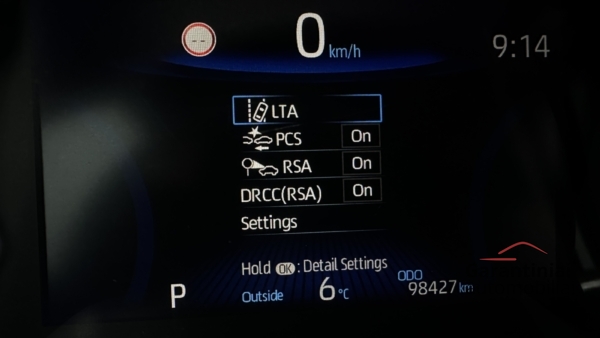 0 km/h
9:14
LTA
PCS On
RSA On
DRCC(RSA) On
Settings
Hold OK : Detail Settings
P
Outside 6 °C
ODO
98427 km